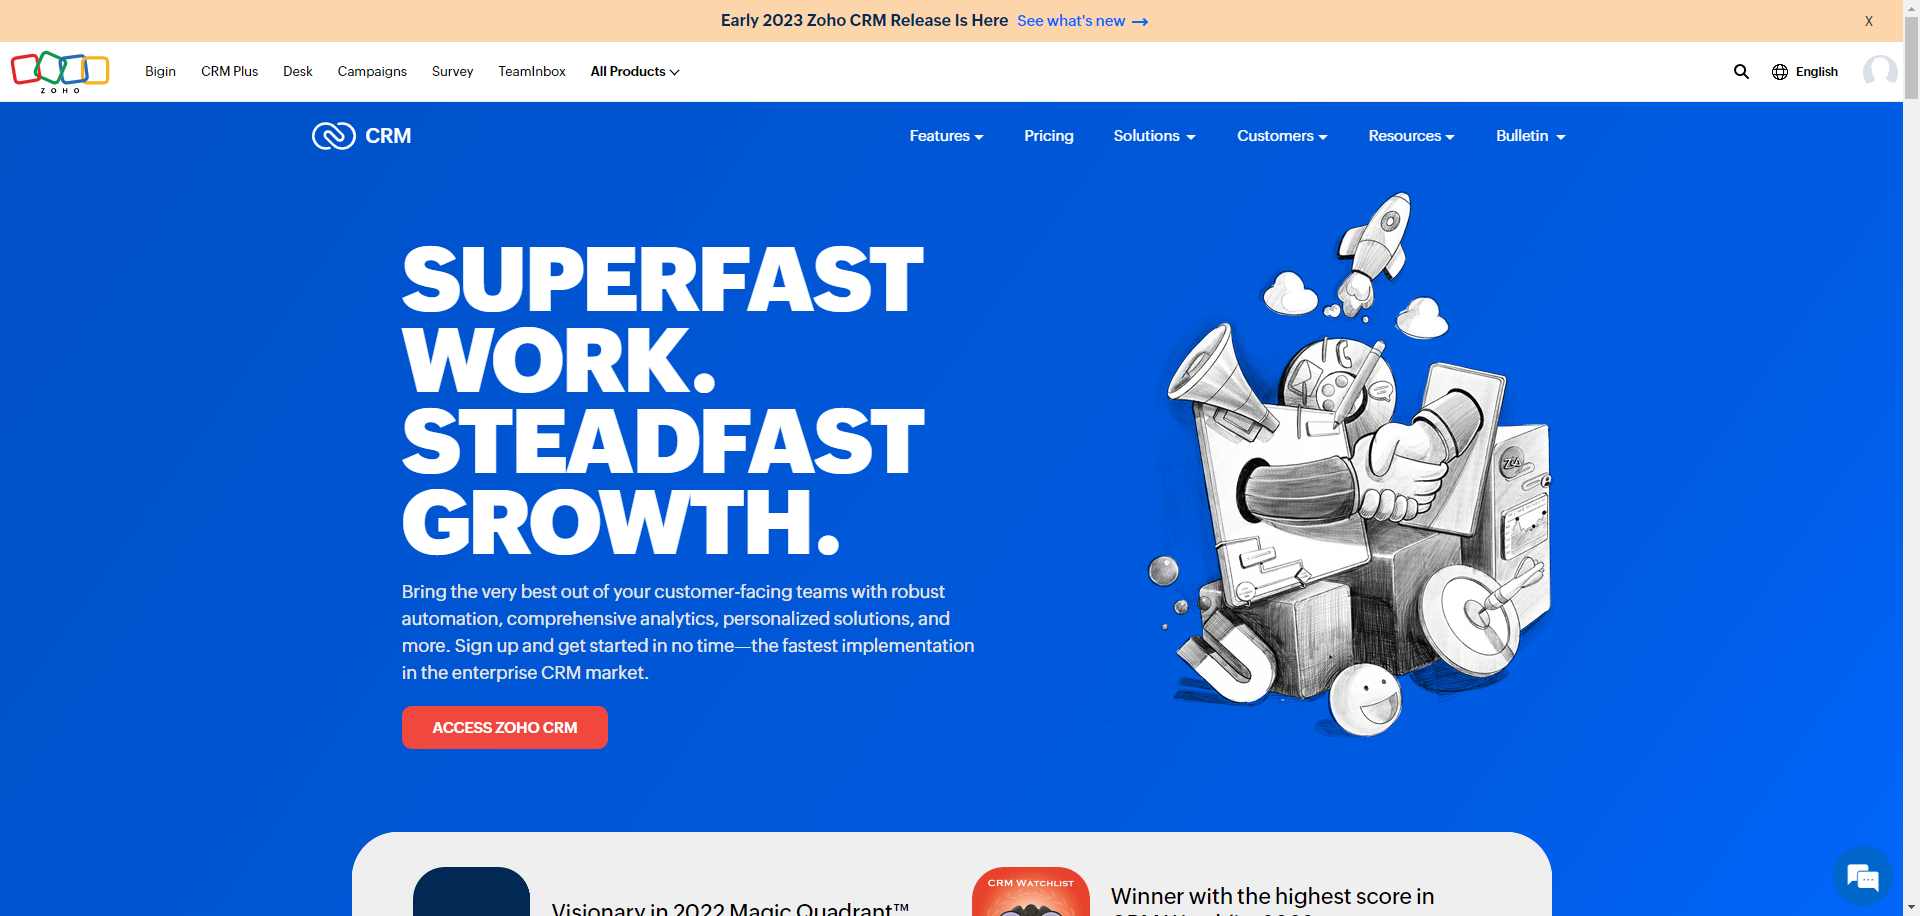 Early 2023 Zoho CRM Release Is Here See what's new
X
ZOHO
Bigin
CRM Plus
Desk
Campaigns
Survey
TeamInbox
All Products
English
CRM
Features
Pricing
Solutions
Customers
Resources
Bulletin
SUPERFAST
WORK.
STEADFAST
GROWTH.
Bring the very best out of your customer-facing teams with robust
automation, comprehensive analytics, personalized solutions, and
more. Sign up and get started in no time—the fastest implementation
in the enterprise CRM market.
ACCESS ZOHO CRM
Visionary in 2022 Magic Quadrant™
CRM WATCHLIST
Winner with the highest score in